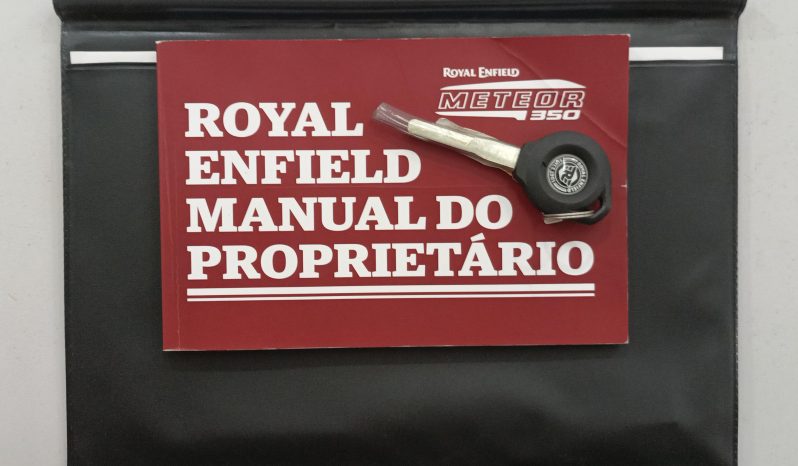 ROYAL ENFIELD
METEOR
350
ROYAL
ENFIELD
MANUAL DO
PROPRIETÁRIO